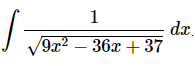 ∫ 1/√(9x² − 36x + 37) dx.